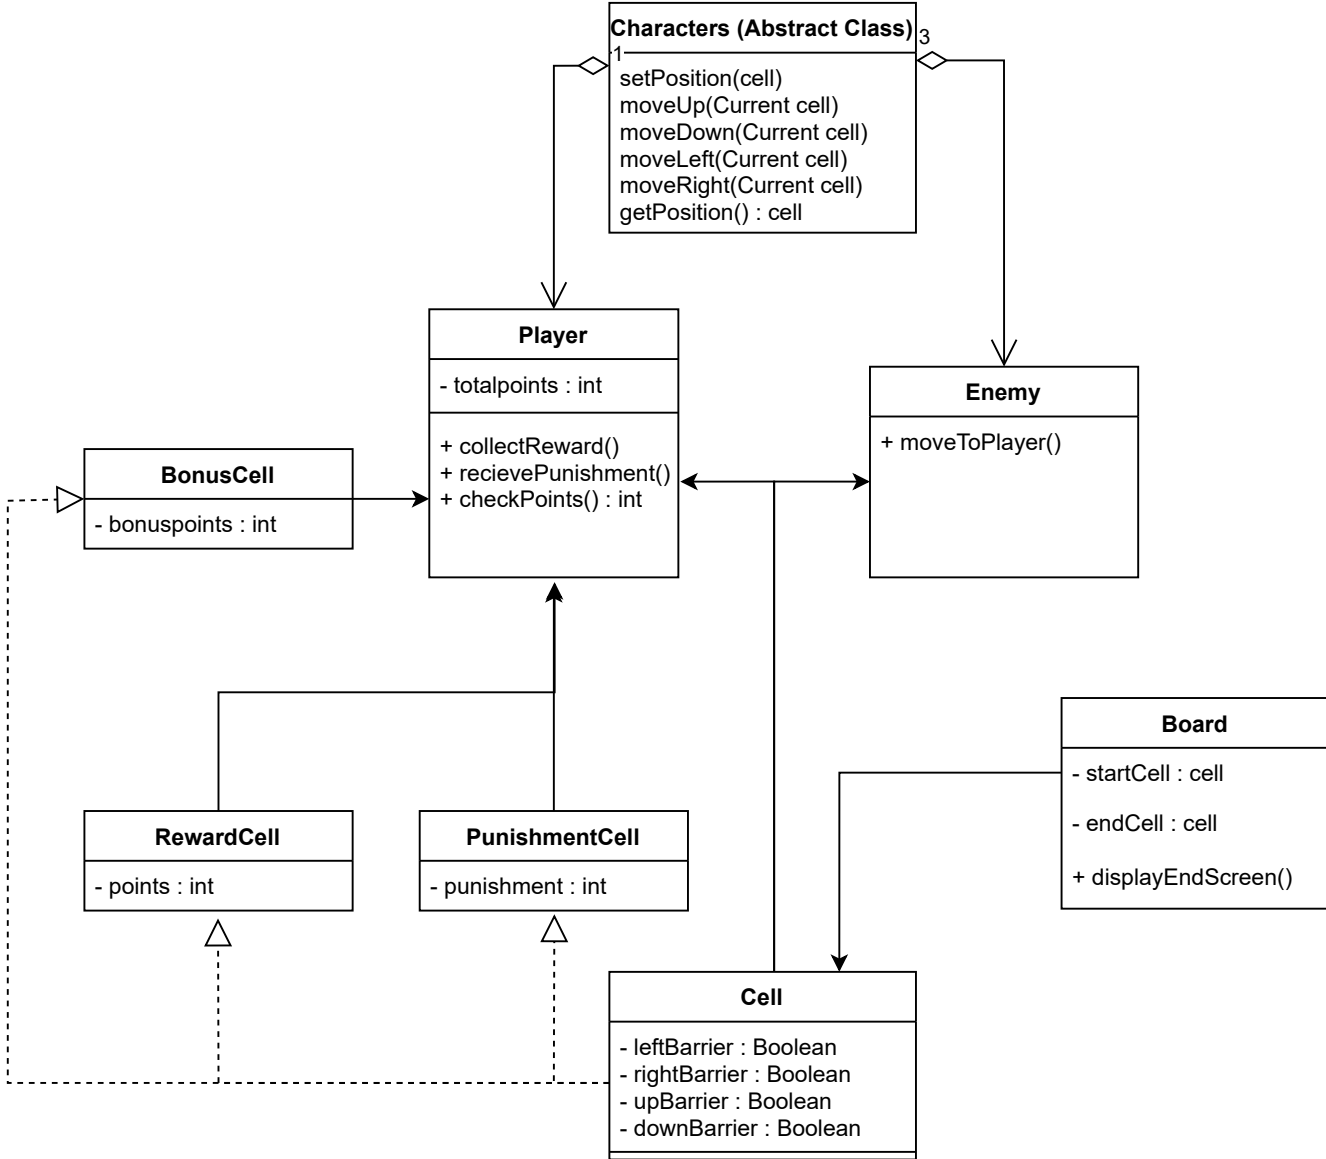 Characters (Abstract Class)
3
1
setPosition(cell)
moveUp(Current cell)
moveDown(Current cell)
moveLeft(Current cell)
moveRight(Current cell)
getPosition() : cell
Player
- totalpoints : int
+ collectReward()
+ recievePunishment()
+ checkPoints() : int
Enemy
+ moveToPlayer()
BonusCell
- bonuspoints : int
Board
- startCell : cell
- endCell : cell
+ displayEndScreen()
RewardCell
- points : int
PunishmentCell
- punishment : int
Cell
- leftBarrier : Boolean
- rightBarrier : Boolean
- upBarrier : Boolean
- downBarrier : Boolean